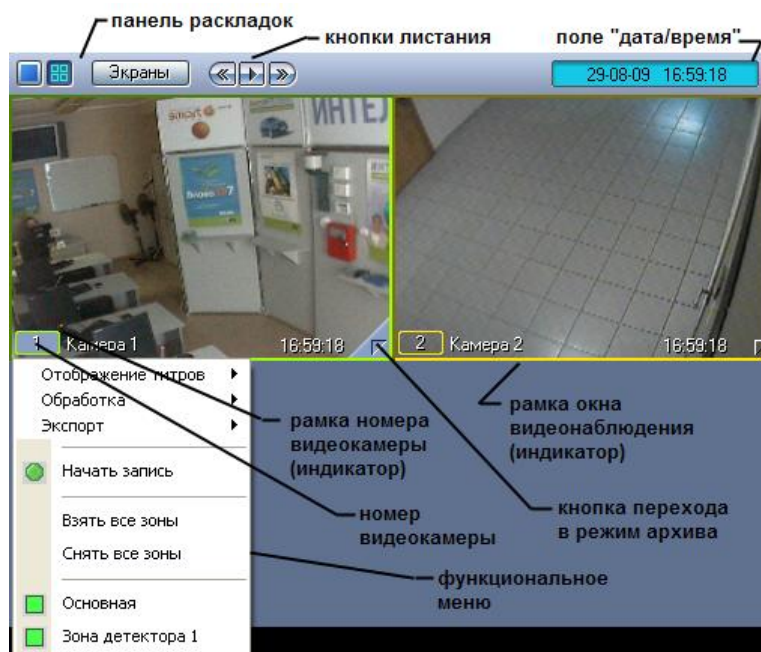 панель раскладок
кнопки листания
поле "дата/время"
Экраны
29-08-09 16:59:18
ИНТЕЛ
1 Камера 1 16:59:18
2 Камера 2 16:59:18
Отображение титров
Обработка
Экспорт
Начать запись
Взять все зоны
Снять все зоны
Основная
Зона детектора 1
рамка номера
видеокамеры
(индикатор)
номер
видеокамеры
функциональное
меню
рамка окна
видеонаблюдения
(индикатор)
кнопка перехода
в режим архива